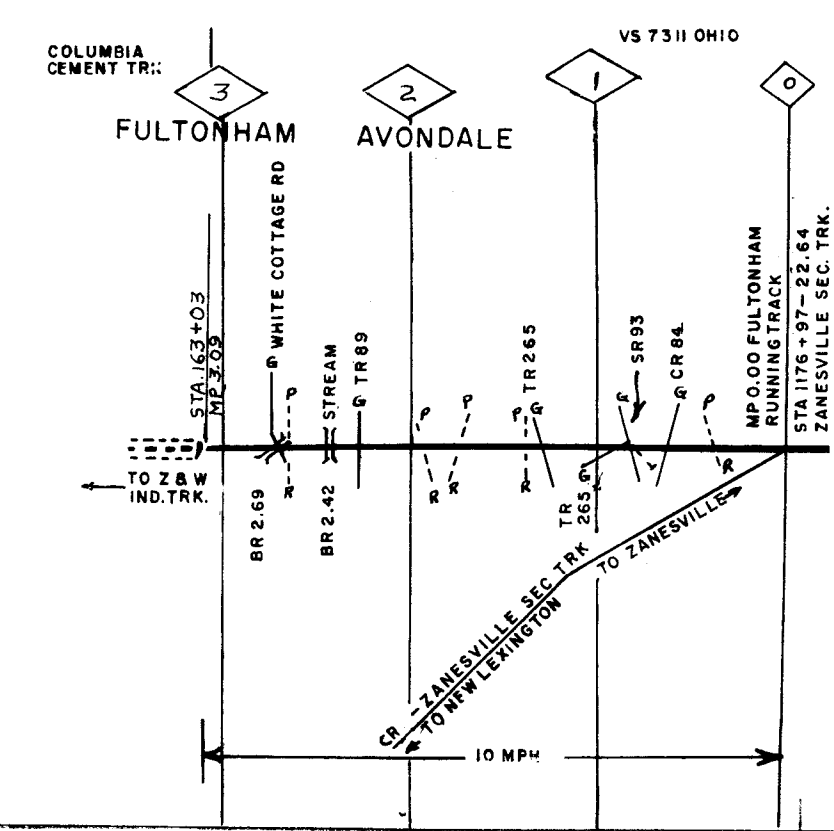 COLUMBIA
CEMENT TRK
VS 7311 OHIO
3
2
1
0
FULTONHAM
AVONDALE
STA.163+03
MP 3.09
G WHITE COTTAGE RD
P
R
STREAM
G TR 89
P
R
P
R
P
R
G TR 265
G
SR 93
G
CR 84
P
R
MP 0.00 FULTONHAM
RUNNING TRACK
STA 1176+97-22.64
ZANESVILLE SEC. TRK.
TO Z & W
IND. TRK.
BR 2.69
BR 2.42
TR
265
G
TO ZANESVILLE
CR - ZANESVILLE SEC TRK
TO NEW LEXINGTON
10 MPH